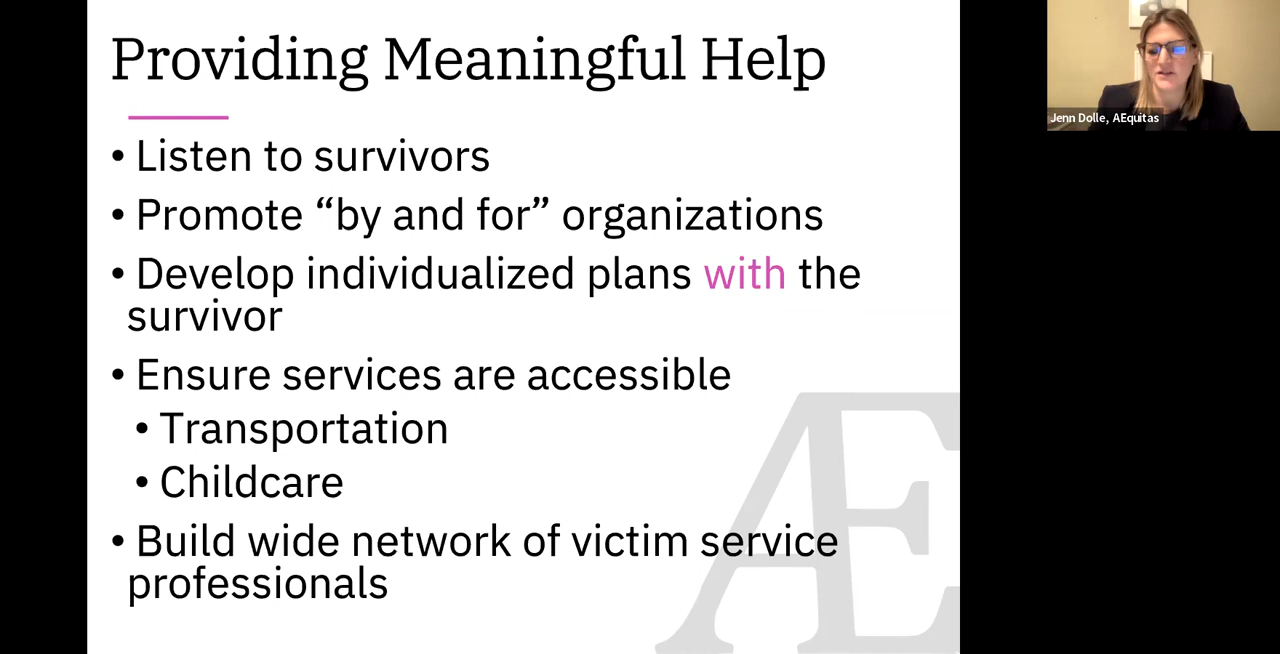 Providing Meaningful Help
• Listen to survivors
• Promote “by and for” organizations
• Develop individualized plans with the
survivor
• Ensure services are accessible
• Transportation
• Childcare
• Build wide network of victim service
professionals
Æ
Jenn Dolle, AEquitas